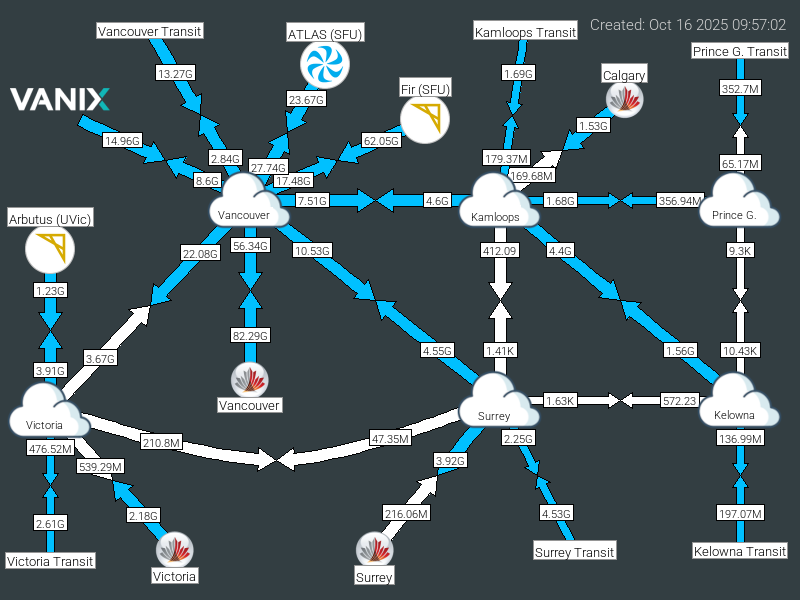 Created: Oct 16 2025 09:57:02
Vancouver Transit
ATLAS (SFU)
Kamloops Transit
Prince G. Transit
13.27G
1.69G
Calgary
352.7M
VANIX
23.67G
Fir (SFU)
14.96G
62.05G
1.53G
2.84G
179.37M
65.17M
27.74G
169.68M
8.6G
17.48G
7.51G
4.6G
1.68G
356.94M
Vancouver
Kamloops
Prince G.
Arbutus (UVic)
22.08G
56.34G
10.53G
412.09
4.4G
9.3K
1.23G
3.67G
82.29G
4.55G
1.41K
1.56G
10.43K
3.91G
Vancouver
1.63K
572.23
Victoria
Surrey
Kelowna
476.52M
210.8M
47.35M
2.25G
136.99M
539.29M
3.92G
2.61G
2.18G
216.06M
4.53G
197.07M
Victoria Transit
Victoria
Surrey
Surrey Transit
Kelowna Transit